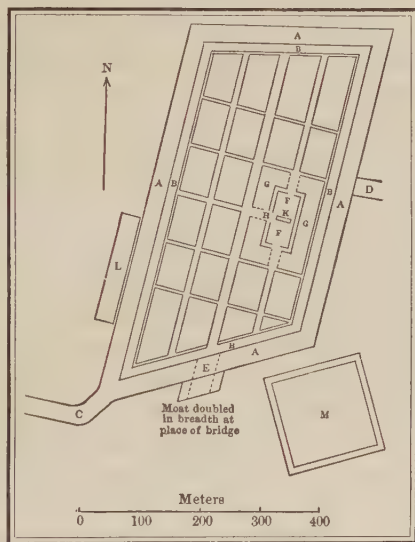 A
B
N
A B
G
F
B A D
H K
G
F
L
H
A
E
C
M
Moat doubled
in breadth at
place of bridge
Meters
0 100 200 300 400